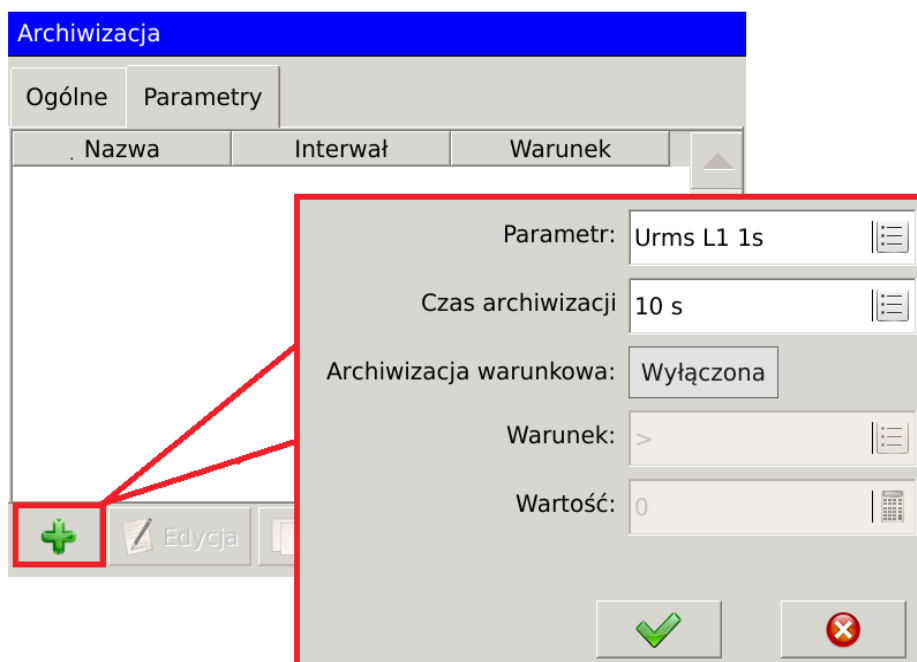 Archiwizacja
Ogólne Parametry
. Nazwa Interwał Warunek
Parametr: Urms L1 1s
Czas archiwizacji 10 s
Archiwizacja warunkowa: Wyłączona
Warunek: >
Wartość: 0
Edycja